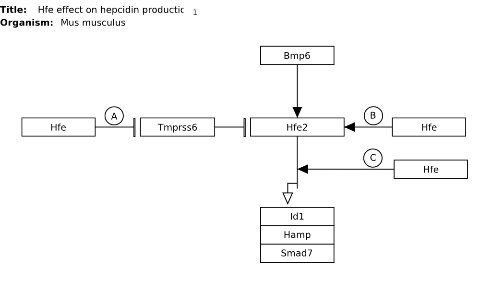 Title: Hfe effect on hepcidin productic 1
Organism: Mus musculus
Bmp6
A
B
Hfe
Tmprss6
Hfe2
Hfe
C
Hfe
Id1
Hamp
Smad7